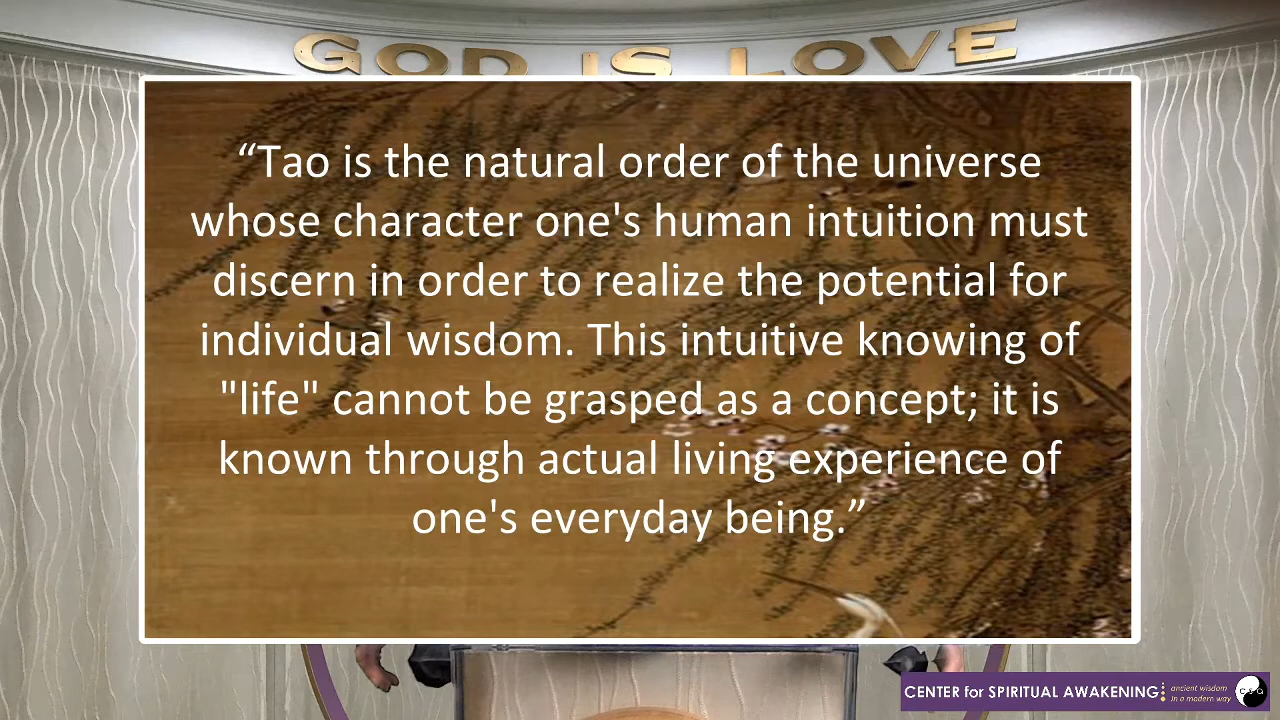 GOD IS LOVE
“Tao is the natural order of the universe
whose character one's human intuition must
discern in order to realize the potential for
individual wisdom. This intuitive knowing of
"life" cannot be grasped as a concept; it is
known through actual living experience of
one's everyday being.”
CENTER for SPIRITUAL AWAKENING
ancient wisdom
in a modern way